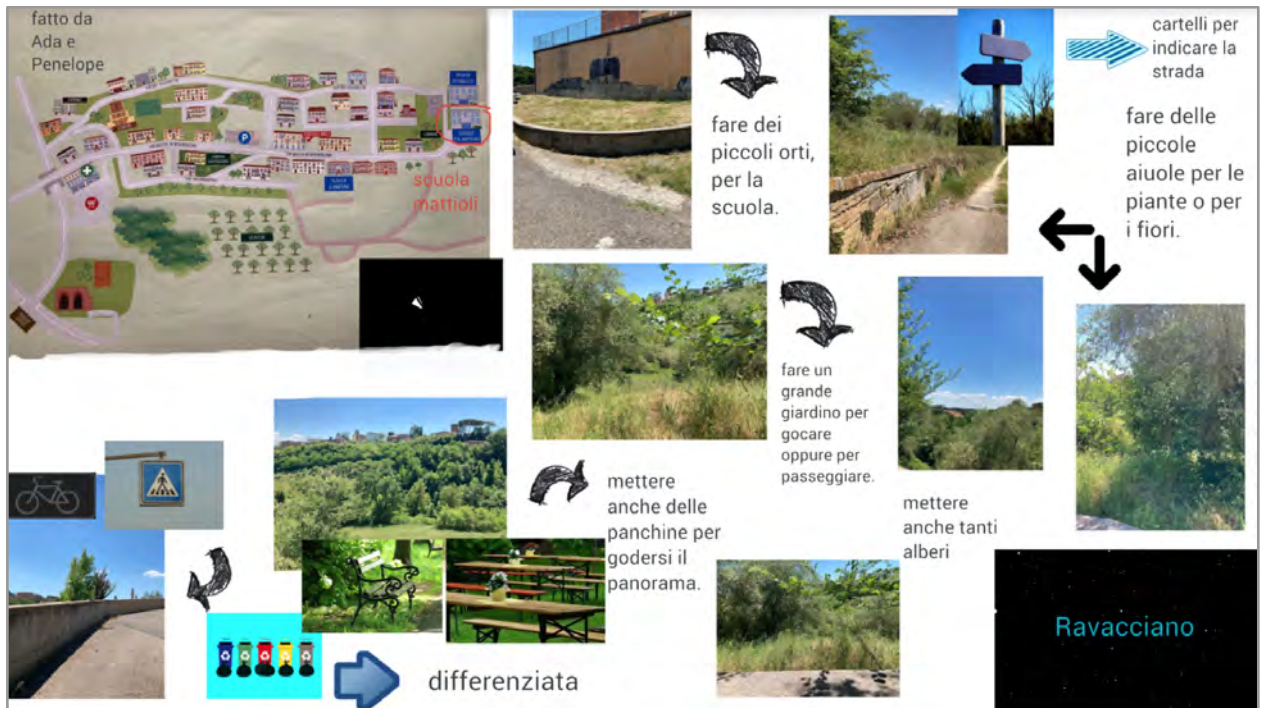 fatto da
Ada e
Penelope
scuola
mattioli
fare dei
piccoli orti,
per la
scuola.
cartelli per
indicare la
strada
fare delle
piccole
aiuole per le
piante o per
i fiori.
fare un
grande
giardino per
gocare
oppure per
passeggiare.
mettere
anche delle
panchine per
godersi il
panorama.
mettere
anche tanti
alberi
differenziata
Ravacciano
P